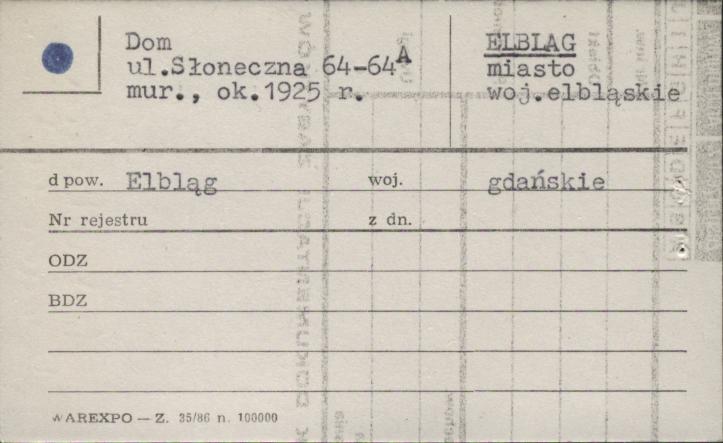 Dom
ul.Słoneczna 64-64A
mur., ok.1925 r.
ELBLĄG
miasto
woj.elbląskie
d pow. Elbląg woj. gdańskie
Nr rejestru z dn.
ODZ
BDZ
WAREXPO — Z. 35/86 n. 100000